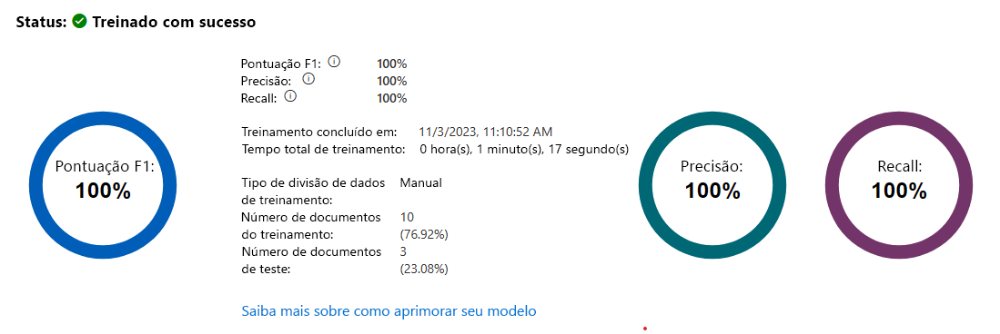 Status: Treinado com sucesso
Pontuação F1:
100%
Pontuação F1: 100%
Precisão: 100%
Recall: 100%
Treinamento concluído em: 11/3/2023, 11:10:52 AM
Tempo total de treinamento: 0 hora(s), 1 minuto(s), 17 segundo(s)
Tipo de divisão de dados Manual
de treinamento:
Número de documentos 10
do treinamento: (76.92%)
Número de documentos 3
de teste: (23.08%)
Saiba mais sobre como aprimorar seu modelo
Precisão:
100%
Recall:
100%